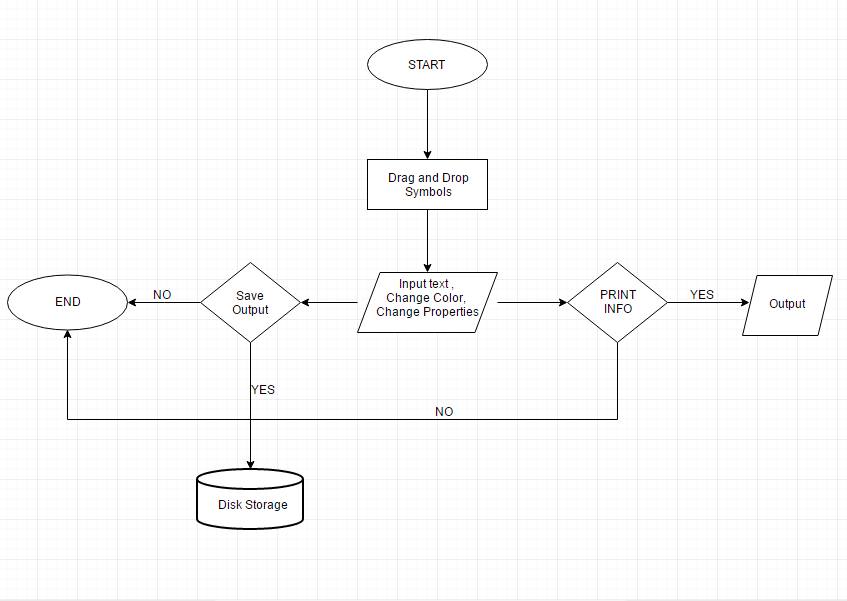 START
Drag and Drop
Symbols
Input text ,
Change Color,
Change Properties
END
NO
Save
Output
PRINT
INFO
YES
Output
YES
NO
Disk Storage